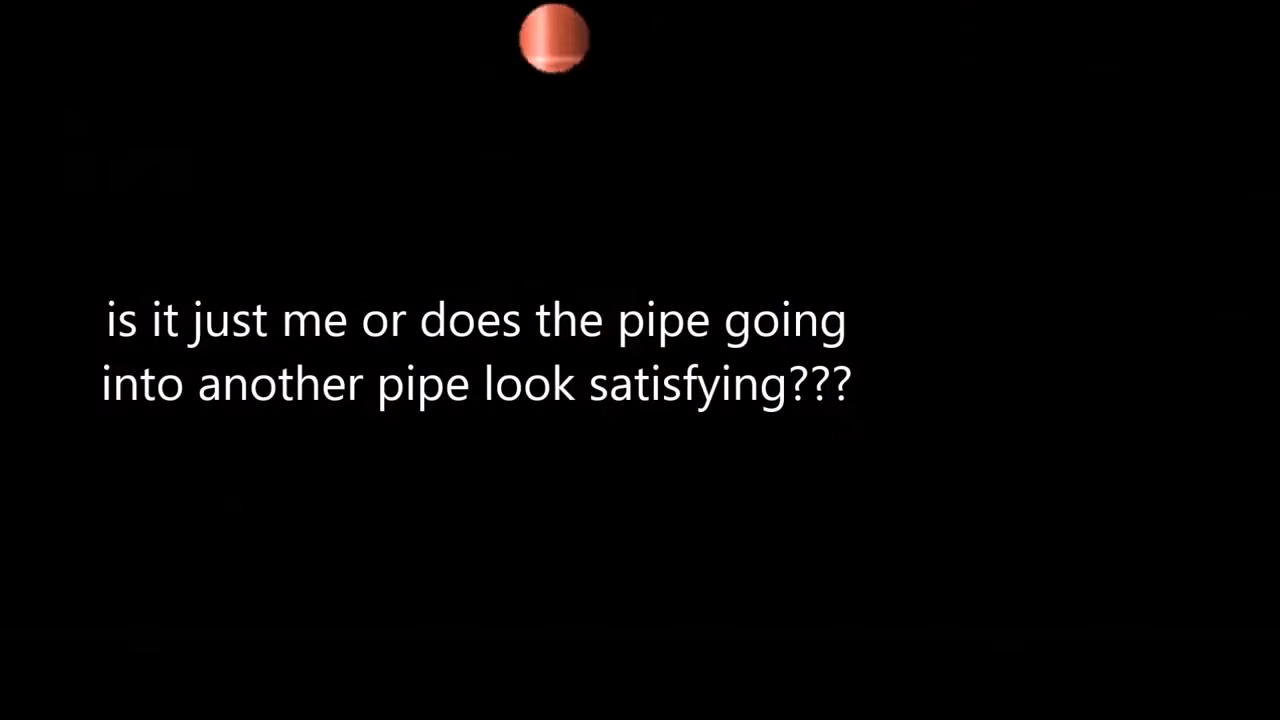 is it just me or does the pipe going
into another pipe look satisfying???